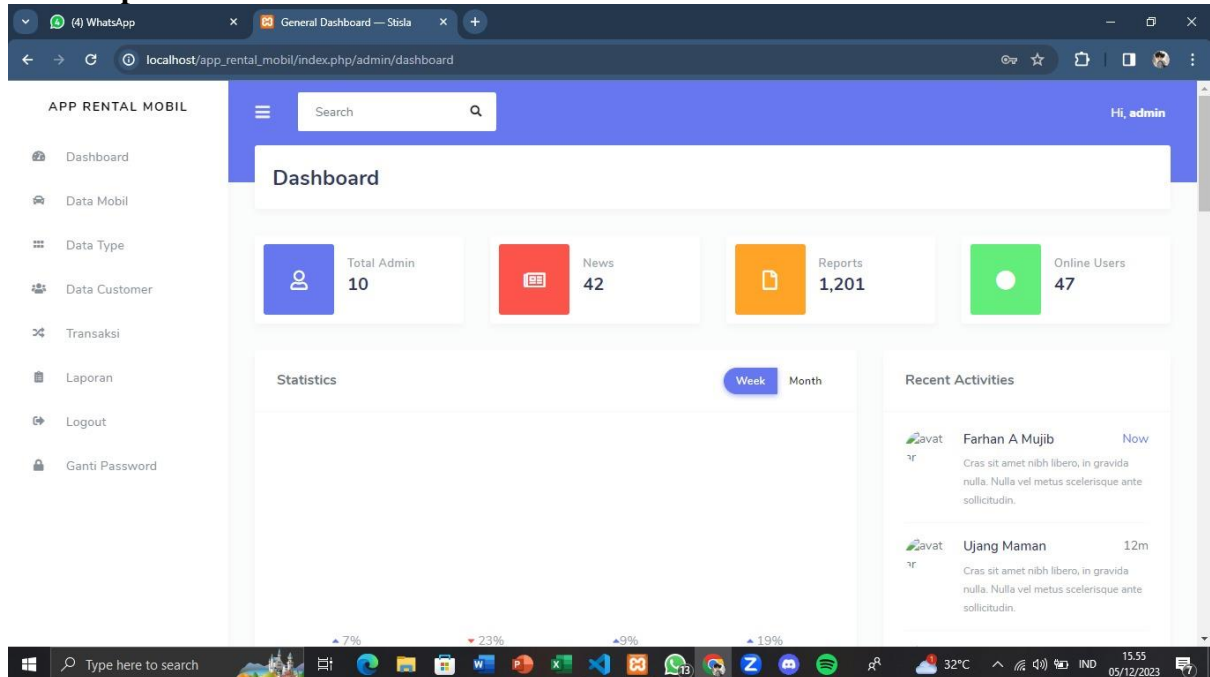 (4) WhatsApp
General Dashboard — Stisla
localhost/app_rental_mobil/index.php/admin/dashboard
APP RENTAL MOBIL
Search
Hi, admin
Dashboard
Data Mobil
Data Type
Data Customer
Transaksi
Laporan
Logout
Ganti Password
Dashboard
Total Admin
10
News
42
Reports
1,201
Online Users
47
Statistics
Week Month
7% 23% 9% 19%
Recent Activities
avat
ar
Farhan A Mujib Now
Cras sit amet nibh libero, in gravida
nulla. Nulla vel metus scelerisque ante
sollicitudin.
avat
ar
Ujang Maman 12m
Cras sit amet nibh libero, in gravida
nulla. Nulla vel metus scelerisque ante
sollicitudin.
Type here to search
32°C IND
15.55
05/12/2023